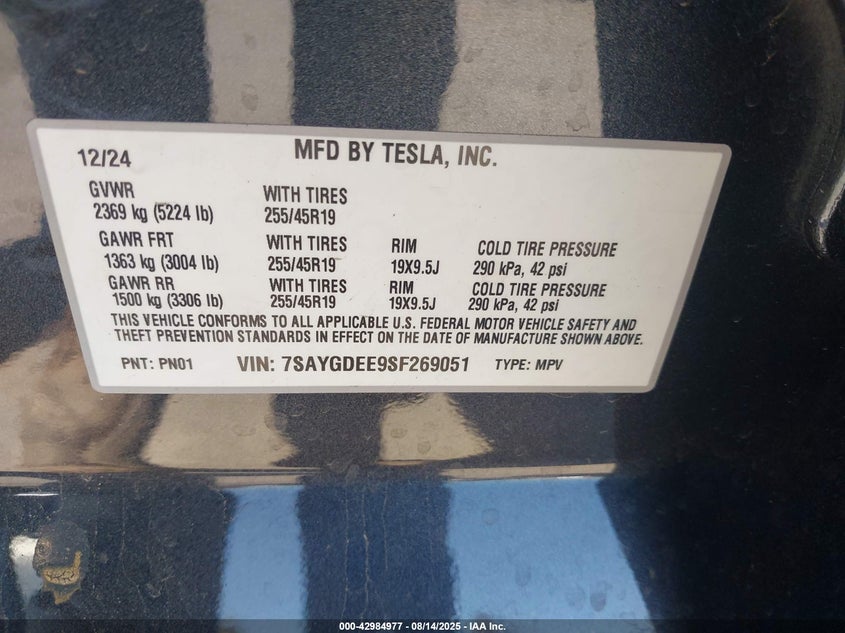 12/24 MFD BY TESLA, INC.
GVWR WITH TIRES
2369 kg (5224 lb) 255/45R19
GAWR FRT WITH TIRES RIM COLD TIRE PRESSURE
1363 kg (3004 lb) 255/45R19 19X9.5J 290 kPa, 42 psi
GAWR RR WITH TIRES RIM COLD TIRE PRESSURE
1500 kg (3306 lb) 255/45R19 19X9.5J 290 kPa, 42 psi
THIS VEHICLE CONFORMS TO ALL APPLICABLE U.S. FEDERAL MOTOR VEHICLE SAFETY AND
THEFT PREVENTION STANDARDS IN EFFECT ON THE DATE OF MANUFACTURE SHOWN ABOVE.
PNT: PN01 VIN: 7SAYGDEE9SF269051 TYPE: MPV
000-42984977 - 08/14/2025 - IAA Inc.